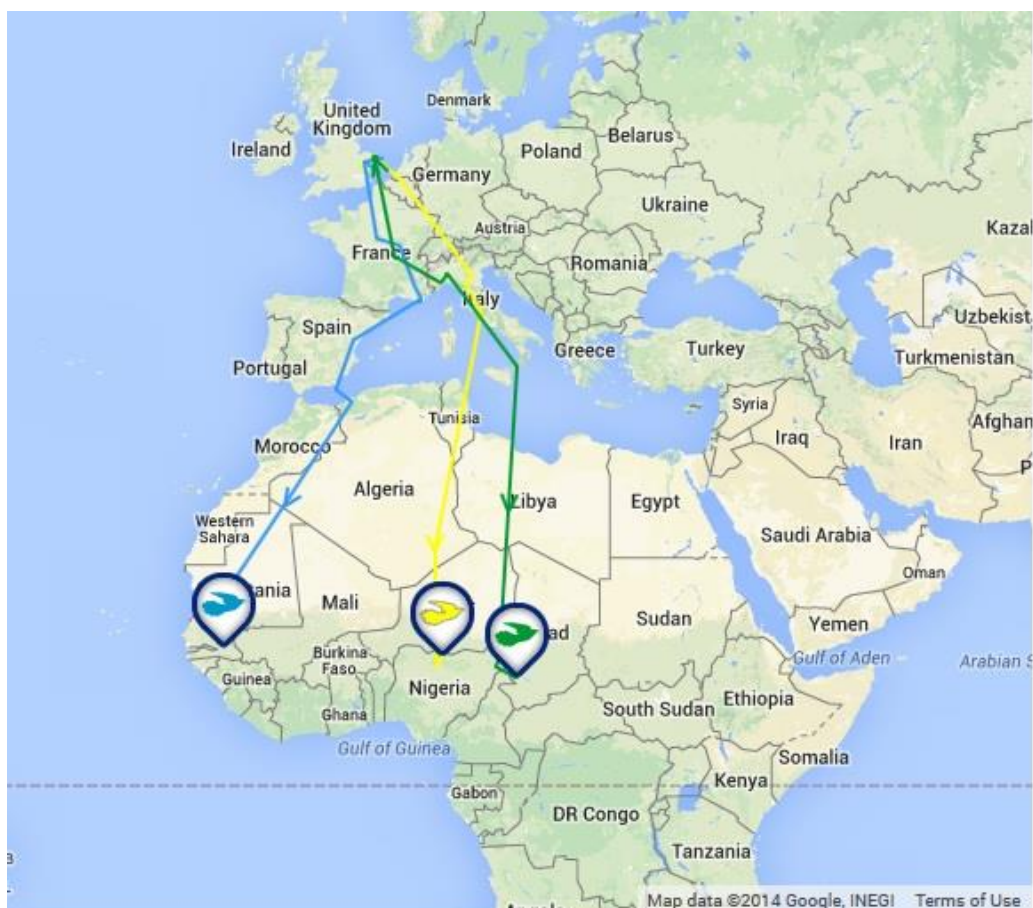 Denmark
United
Kingdom
Ireland
Belarus
Poland
Germany
Ukraine
Austria
France
Kaza
Romania
Italy
Uzbekist
Spain
Portugal
Greece
Turkey
Turkmenistan
Tunisia
Syria
Afghan
Iraq
Iran
Morocco
P
Algeria
Libya
Egypt
Western
Sahara
Saudi Arabia
Oman
ania
Mali
ad
Sudan
Yemen
Burkina
Faso
Gulf of Aden
Arabian S
Guinea
Nigeria
Ethiopia
Ghana
South Sudan
Gulf of Guinea
Somalia
Kenya
Gabon
DR Congo
Tanzania
Map data ©2014 Google, INEGI Terms of Use